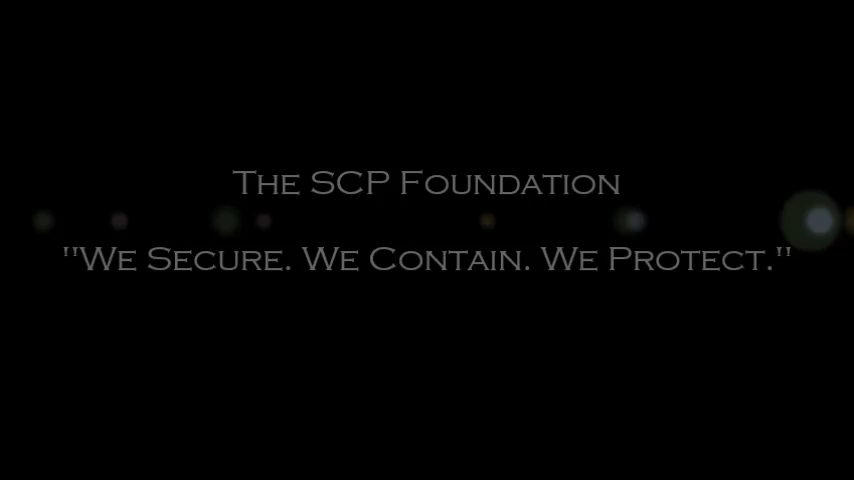 The SCP Foundation
"We Secure. We Contain. We Protect."